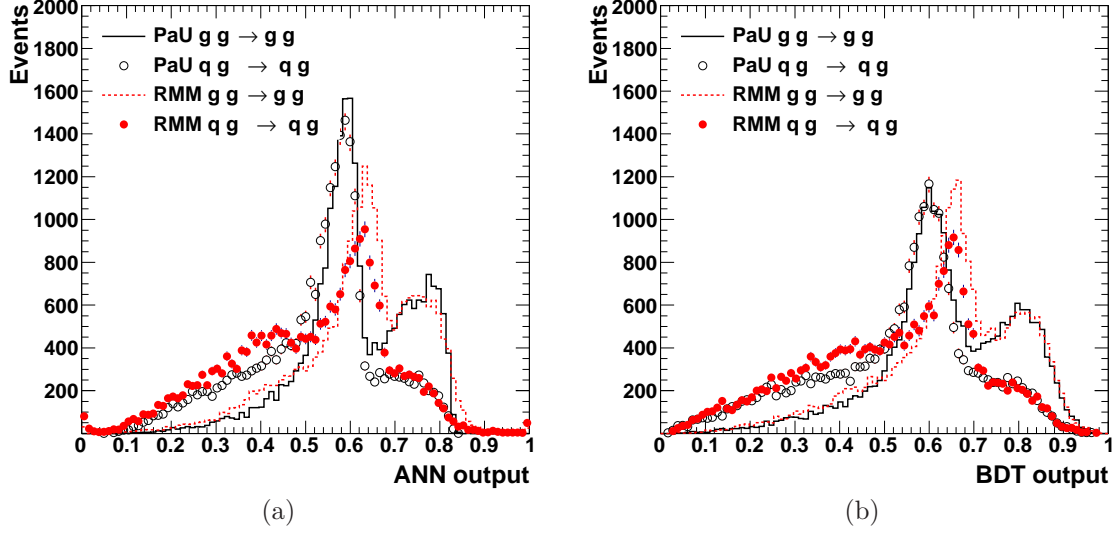 Events
2000
1800
1600
1400
1200
1000
800
600
400
200
0 0.1 0.2 0.3 0.4 0.5 0.6 0.7 0.8 0.9 1
ANN output
PaU g g → g g
PaU q g → q g
RMM g g → g g
RMM q g → q g
(a)
Events
2000
1800
1600
1400
1200
1000
800
600
400
200
0 0.1 0.2 0.3 0.4 0.5 0.6 0.7 0.8 0.9 1
BDT output
PaU g g → g g
PaU q g → q g
RMM g g → g g
RMM q g → q g
(b)